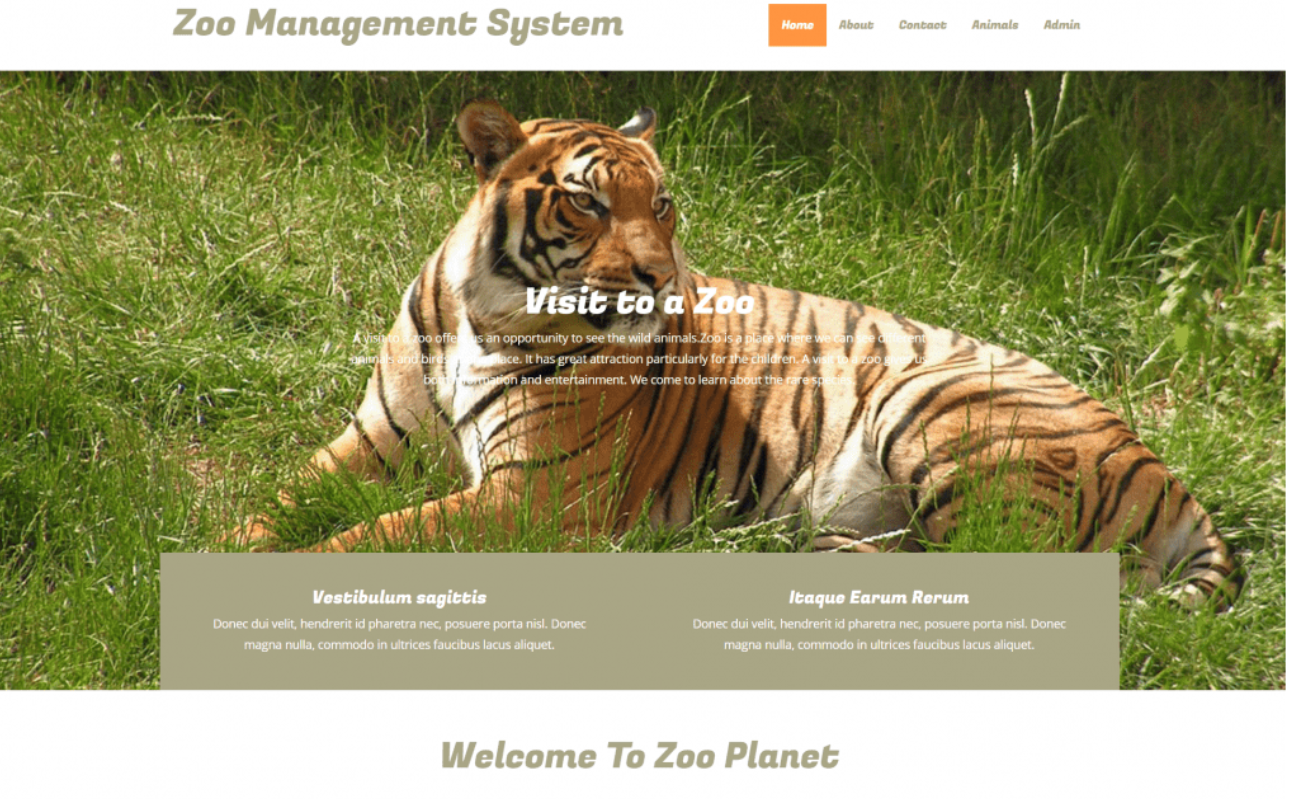 Zoo Management System
Home About Contact Animals Admin
Visit to a Zoo
A visit to a zoo offers us an opportunity to see the wild animals.Zoo is a place where we can see different
animals and birds place. It has great attraction particularly for the children. A visit to a zoo gives us
both information and entertainment. We come to learn about the rare species.
Vestibulum sagittis
Donec dui velit, hendrerit id pharetra nec, posuere porta nisl. Donec
magna nulla, commodo in ultrices faucibus lacus aliquet.
Itaque Earum Rerum
Donec dui velit, hendrerit id pharetra nec, posuere porta nisl. Donec
magna nulla, commodo in ultrices faucibus lacus aliquet.
Welcome To Zoo Planet